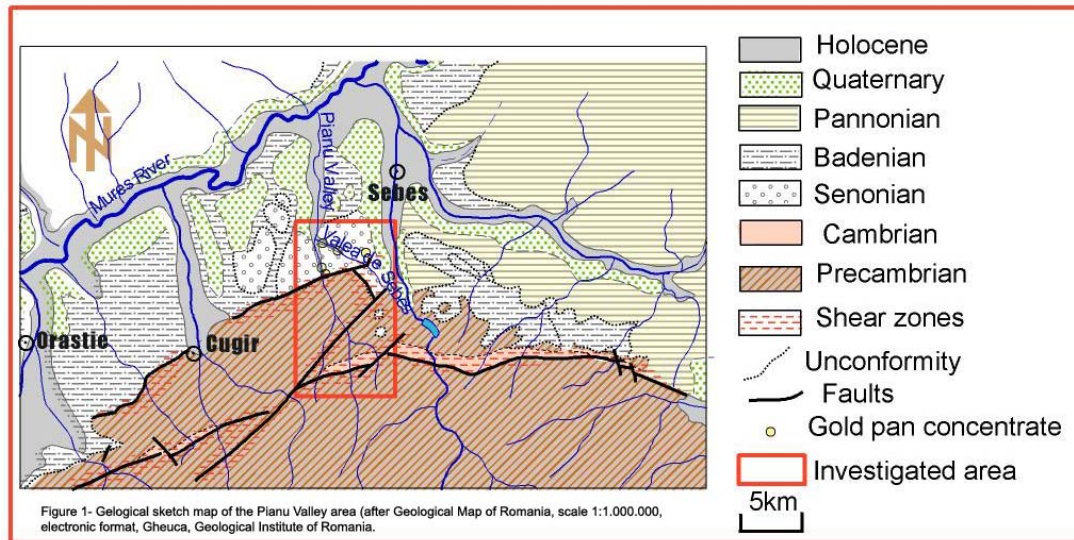 N
Mures River
Pianu Valley
Sebes
Valea de Sebes
Orastie
Cugir
Holocene
Quaternary
Pannonian
Badenian
Senonian
Cambrian
Precambrian
Shear zones
Unconformity
Faults
Gold pan concentrate
Investigated area
5km
Figure 1- Gelogical sketch map of the Pianu Valley area (after Geological Map of Romania, scale 1:1.000.000,
electronic format, Gheuca, Geological Institute of Romania.